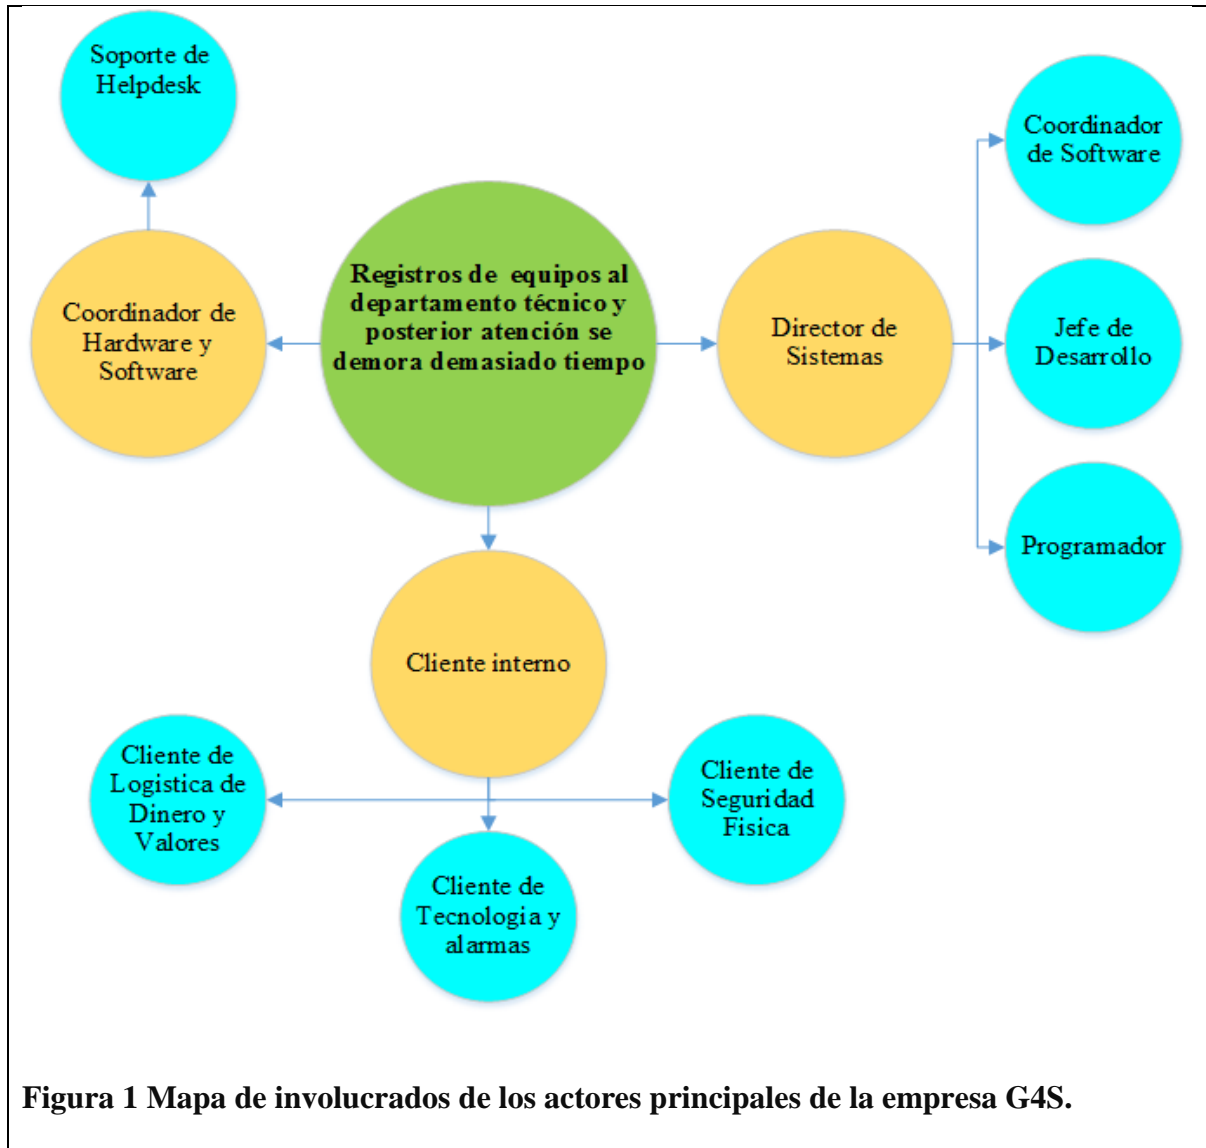 Soporte de
Helpdesk
Coordinador
de Software
Registros de equipos al
departamento técnico y
posterior atención se
demora demasiado tiempo
Coordinador de
Hardware y
Software
Director de
Sistemas
Jefe de
Desarrollo
Programador
Cliente interno
Cliente de
Logistica de
Dinero y
Valores
Cliente de
Seguridad
Fisica
Cliente de
Tecnologia y
alarmas
Figura 1 Mapa de involucrados de los actores principales de la empresa G4S.